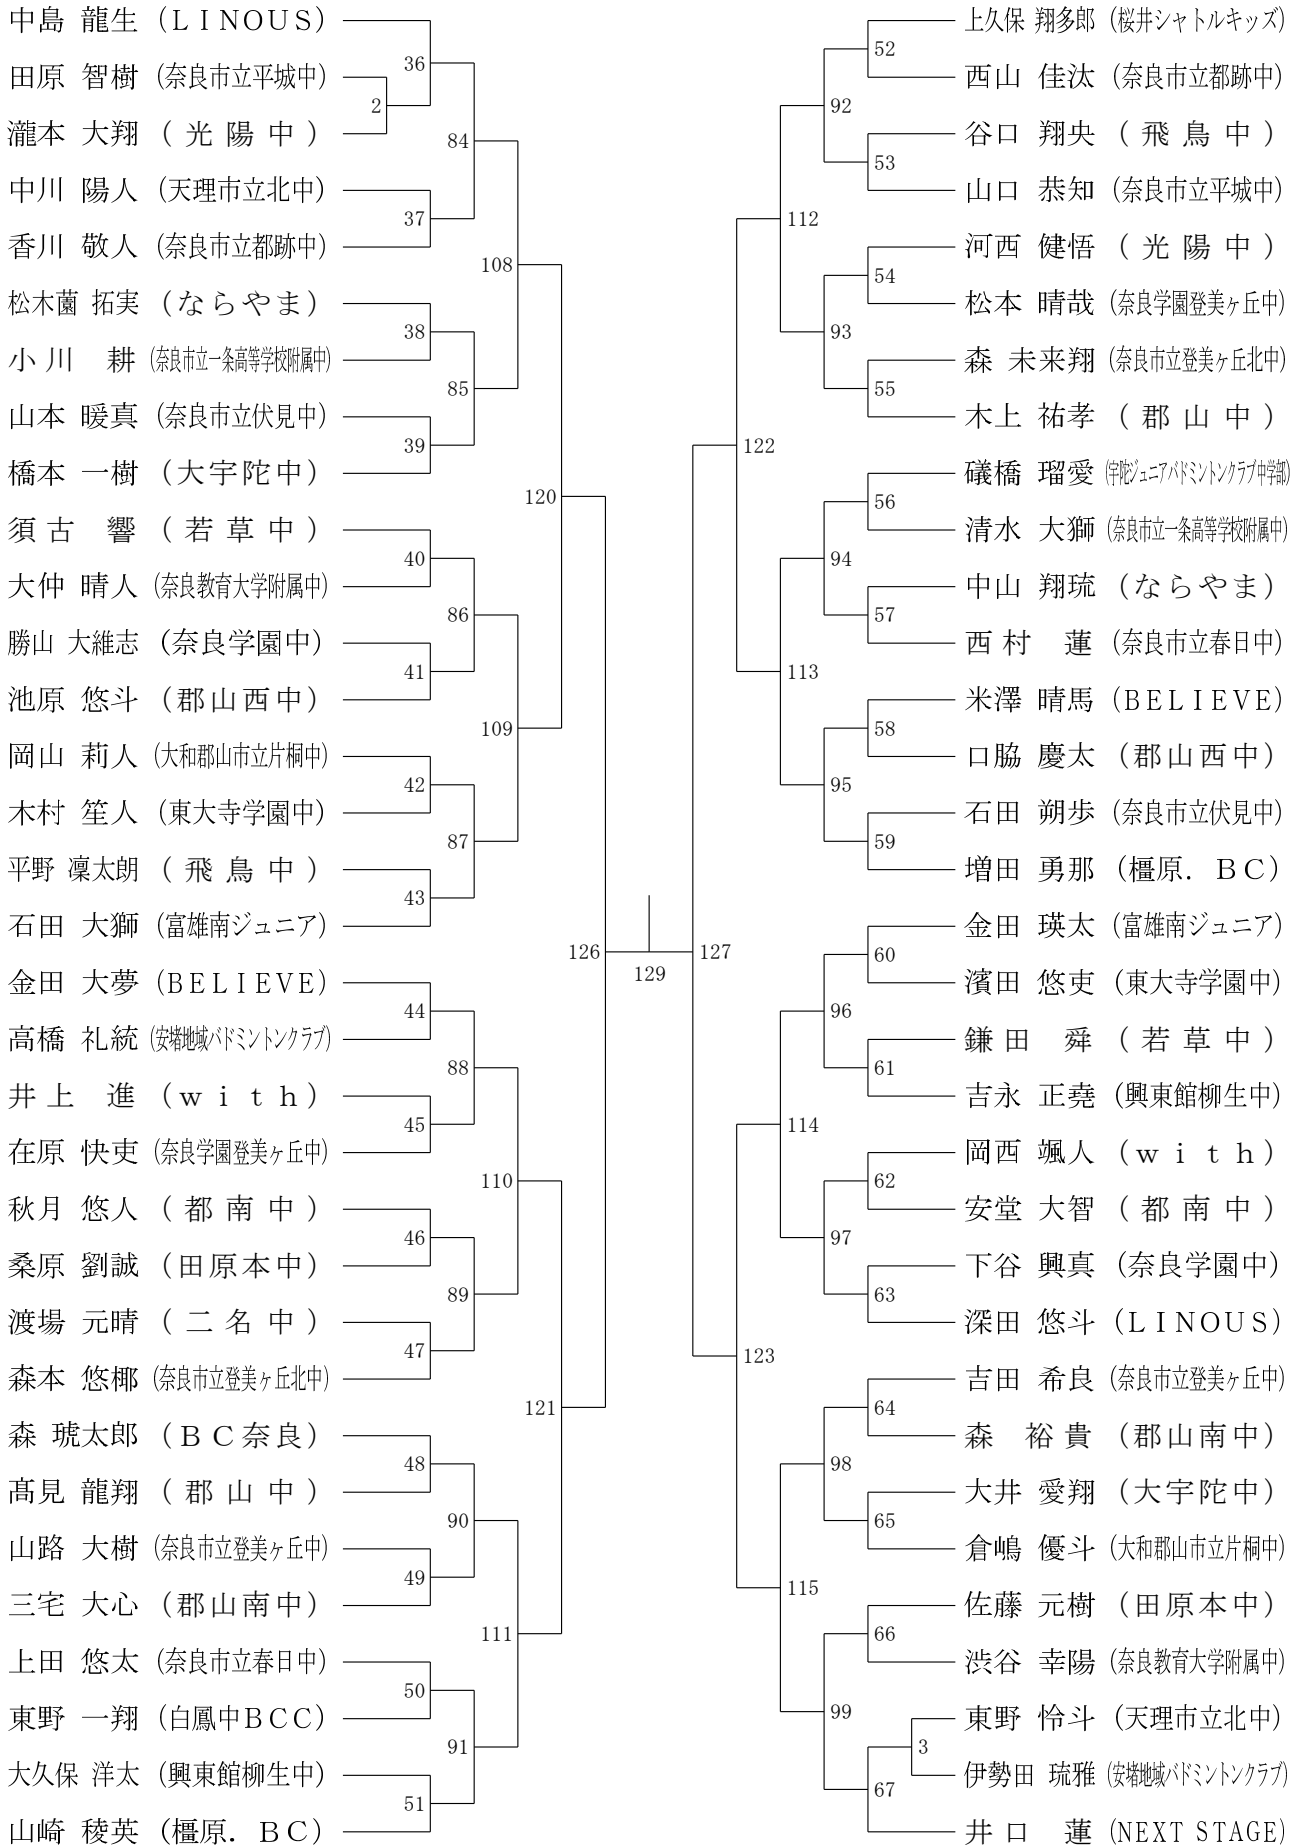 中島 龍生 (ＬＩＮＯＵＳ)
田原 智樹 (奈良市立平城中)
瀧本 大翔 (光陽中)
中川 陽人 (天理市立北中)
香川 敬人 (奈良市立都跡中)
松木薗 拓実 (ならやま)
小川 耕 (奈良市立一条高等学校附属中)
山本 暖真 (奈良市立伏見中)
橋本 一樹 (大宇陀中)
須古 響 (若草中)
大仲 晴人 (奈良教育大学附属中)
勝山 大維志 (奈良学園中)
池原 悠斗 (郡山西中)
岡山 莉人 (大和郡山市立片桐中)
木村 笙人 (東大寺学園中)
平野 凜太朗 (飛鳥中)
石田 大獅 (富雄南ジュニア)
金田 大夢 (ＢＥＬＩＥＶＥ)
高橋 礼統 (安堵地域バドミントンクラブ)
井上 進 (ｗｉｔｈ)
在原 快吏 (奈良学園登美ヶ丘中)
秋月 悠人 (都南中)
桑原 劉誠 (田原本中)
渡場 元晴 (二名中)
森本 悠椰 (奈良市立登美ヶ丘北中)
森 琥太郎 (ＢＣ奈良)
髙見 龍翔 (郡山中)
山路 大樹 (奈良市立登美ヶ丘中)
三宅 大心 (郡山南中)
上田 悠太 (奈良市立春日中)
東野 一翔 (白鳳中ＢＣＣ)
大久保 洋太 (興東館柳生中)
山崎 稜英 (橿原．ＢＣ)
2
36
37
38
39
40
41
42
43
44
45
46
47
48
49
50
51
84
85
86
87
88
89
90
91
108
109
110
111
120
121
126
129
127
122
123
112
113
114
115
92
93
94
95
96
97
98
99
52
53
54
55
56
57
58
59
60
61
62
63
64
65
66
67
3
上久保 翔多郎 (桜井シャトルキッズ)
西山 佳汰 (奈良市立都跡中)
谷口 翔央 (飛鳥中)
山口 恭知 (奈良市立平城中)
河西 健悟 (光陽中)
松本 晴哉 (奈良学園登美ヶ丘中)
森 未来翔 (奈良市立登美ヶ丘北中)
木上 祐孝 (郡山中)
礒橋 瑠愛 (宇陀ジュニアバドミントンクラブ中学部)
清水 大獅 (奈良市立一条高等学校附属中)
中山 翔琉 (ならやま)
西村 蓮 (奈良市立春日中)
米澤 晴馬 (ＢＥＬＩＥＶＥ)
口脇 慶太 (郡山西中)
石田 朔歩 (奈良市立伏見中)
増田 勇那 (橿原．ＢＣ)
金田 瑛太 (富雄南ジュニア)
濱田 悠吏 (東大寺学園中)
鎌田 舜 (若草中)
吉永 正堯 (興東館柳生中)
岡西 颯人 (ｗｉｔｈ)
安堂 大智 (都南中)
下谷 興真 (奈良学園中)
深田 悠斗 (ＬＩＮＯＵＳ)
吉田 希良 (奈良市立登美ヶ丘中)
森 裕貴 (郡山南中)
大井 愛翔 (大宇陀中)
倉嶋 優斗 (大和郡山市立片桐中)
佐藤 元樹 (田原本中)
渋谷 幸陽 (奈良教育大学附属中)
東野 怜斗 (天理市立北中)
伊勢田 琉雅 (安堵地域バドミントンクラブ)
井口 蓮 (NEXT STAGE)